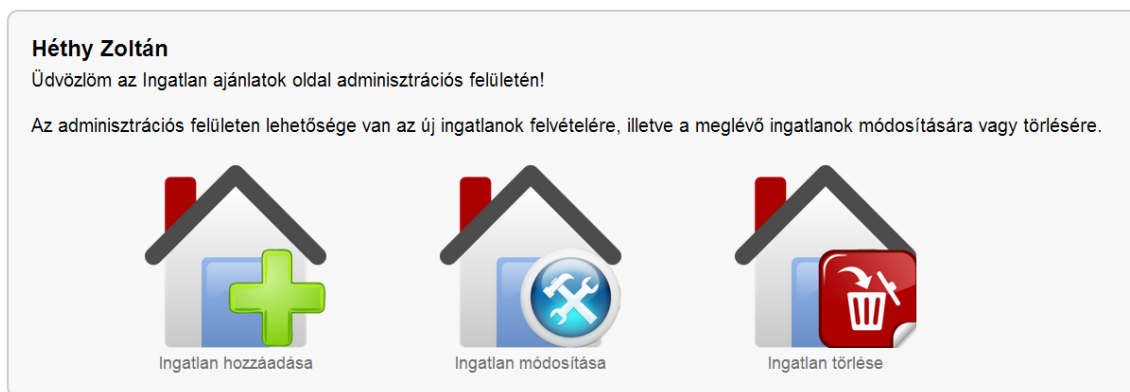 Héthy Zoltán
Üdvözlöm az Ingatlan ajánlatok oldal adminisztrációs felületén!
Az adminisztrációs felületen lehetősége van az új ingatlanok felvételére, illetve a meglévő ingatlanok módosítására vagy törlésére.
Ingatlan hozzáadása
Ingatlan módosítása
Ingatlan törlése